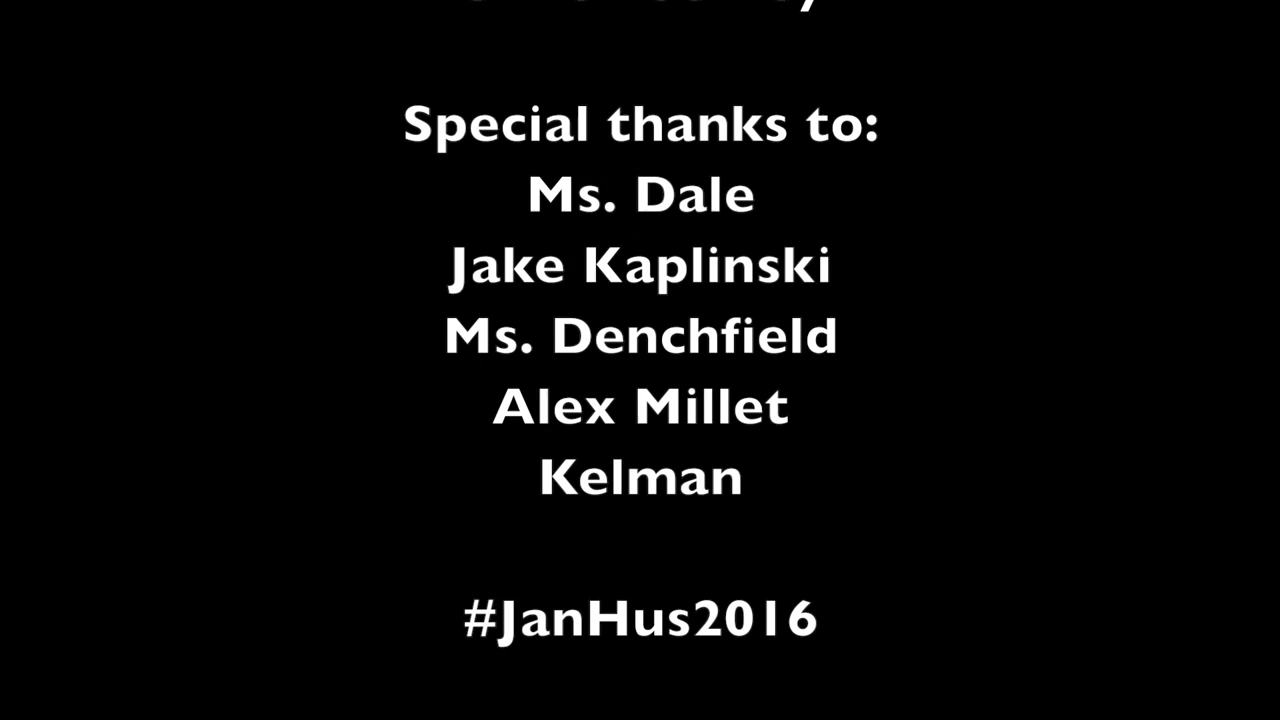 Special thanks to:
Ms. Dale
Jake Kaplinski
Ms. Denchfield
Alex Millet
Kelman
#JanHus2016